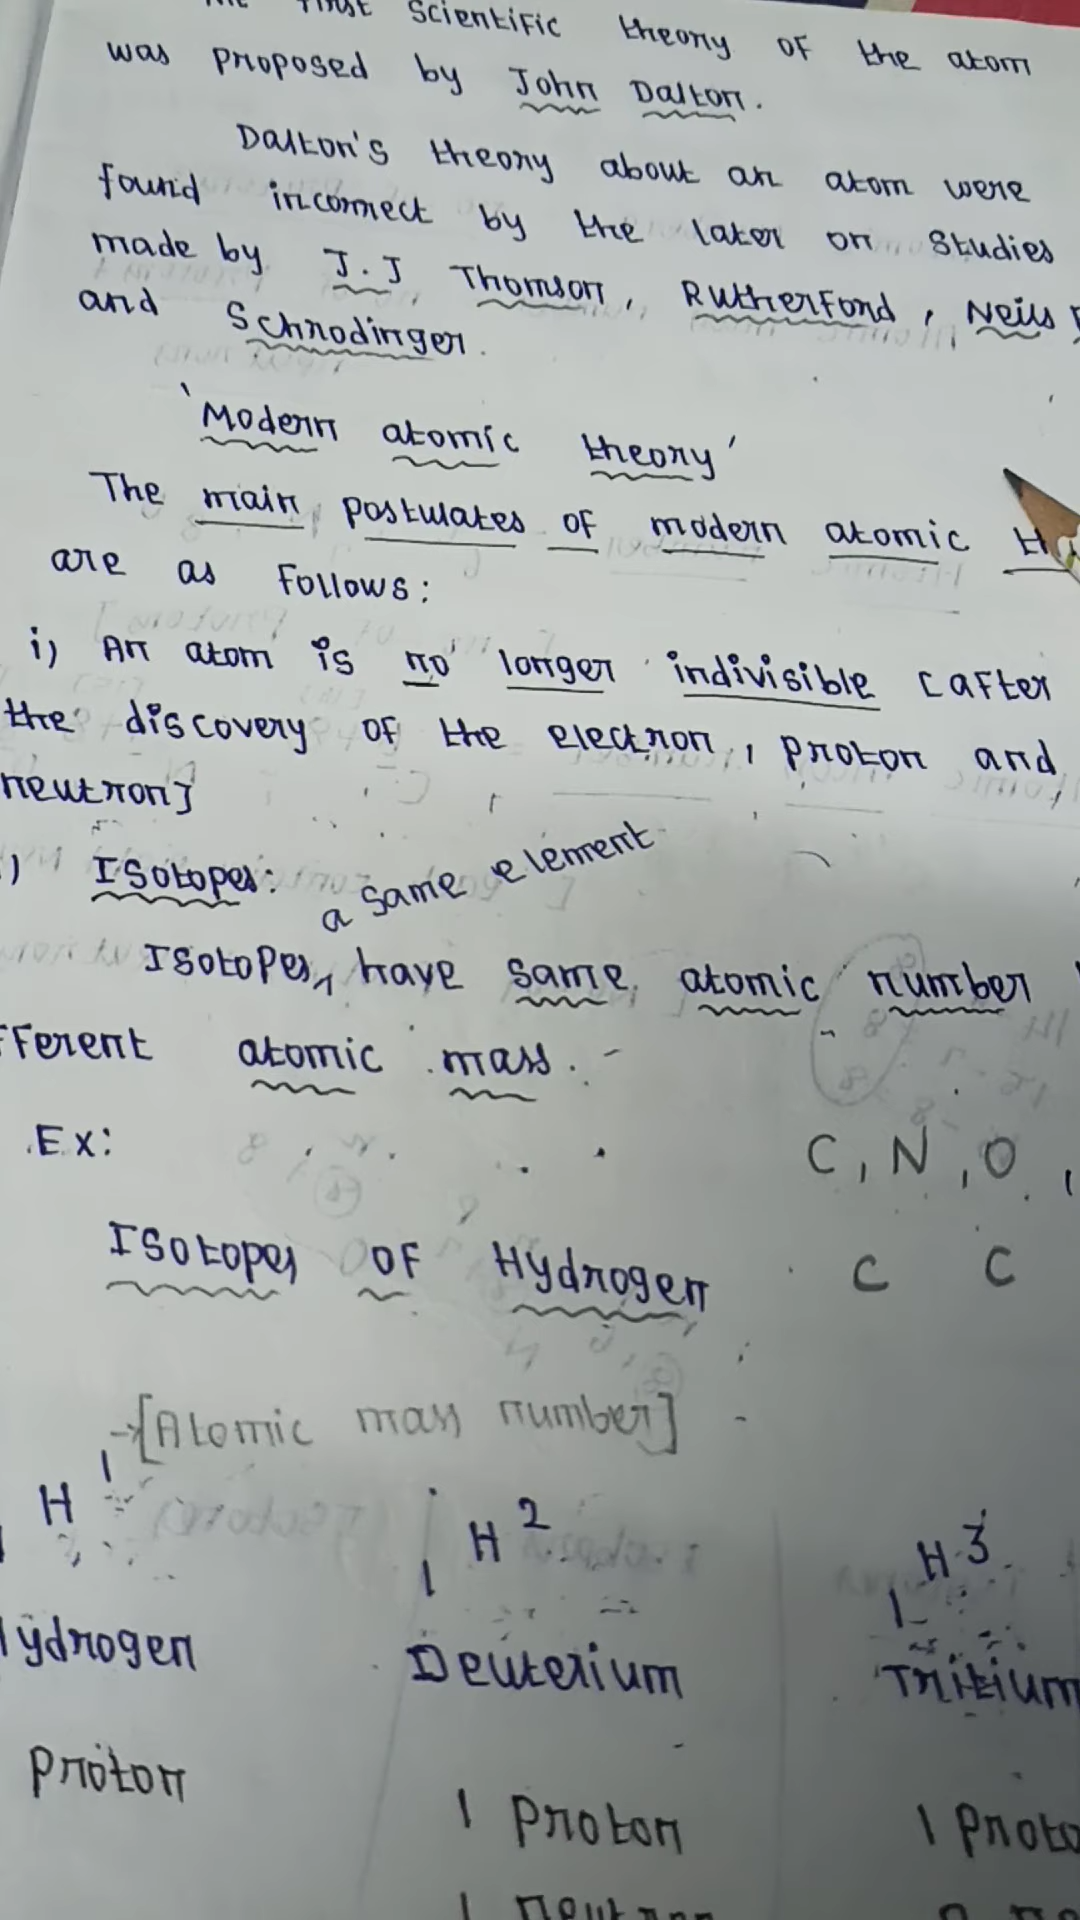 First Scientific theory of the atom
was proposed by John Dalton.
Dalton's theory about an atom were
found incorrect by the later on Studies
made by J.J Thomson, Rutherford, Neils
and Schrodinger.
'Modern atomic theory'
The main postulates of modern atomic
are as Follows:
i) An atom is no longer indivisible [after
the discovery of the electron, proton and
neutron]
) Isotopes:
a same element
Isotopes have same atomic number
fferent atomic mass.
Ex:
C, N, O,
Isotopes of Hydrogen
C C
→[Atomic mass number]
H 1
1 H 2
1 H 3
Hydrogen Deuterium Tritium
Proton
1 Proton 1 Proto
1 neutron